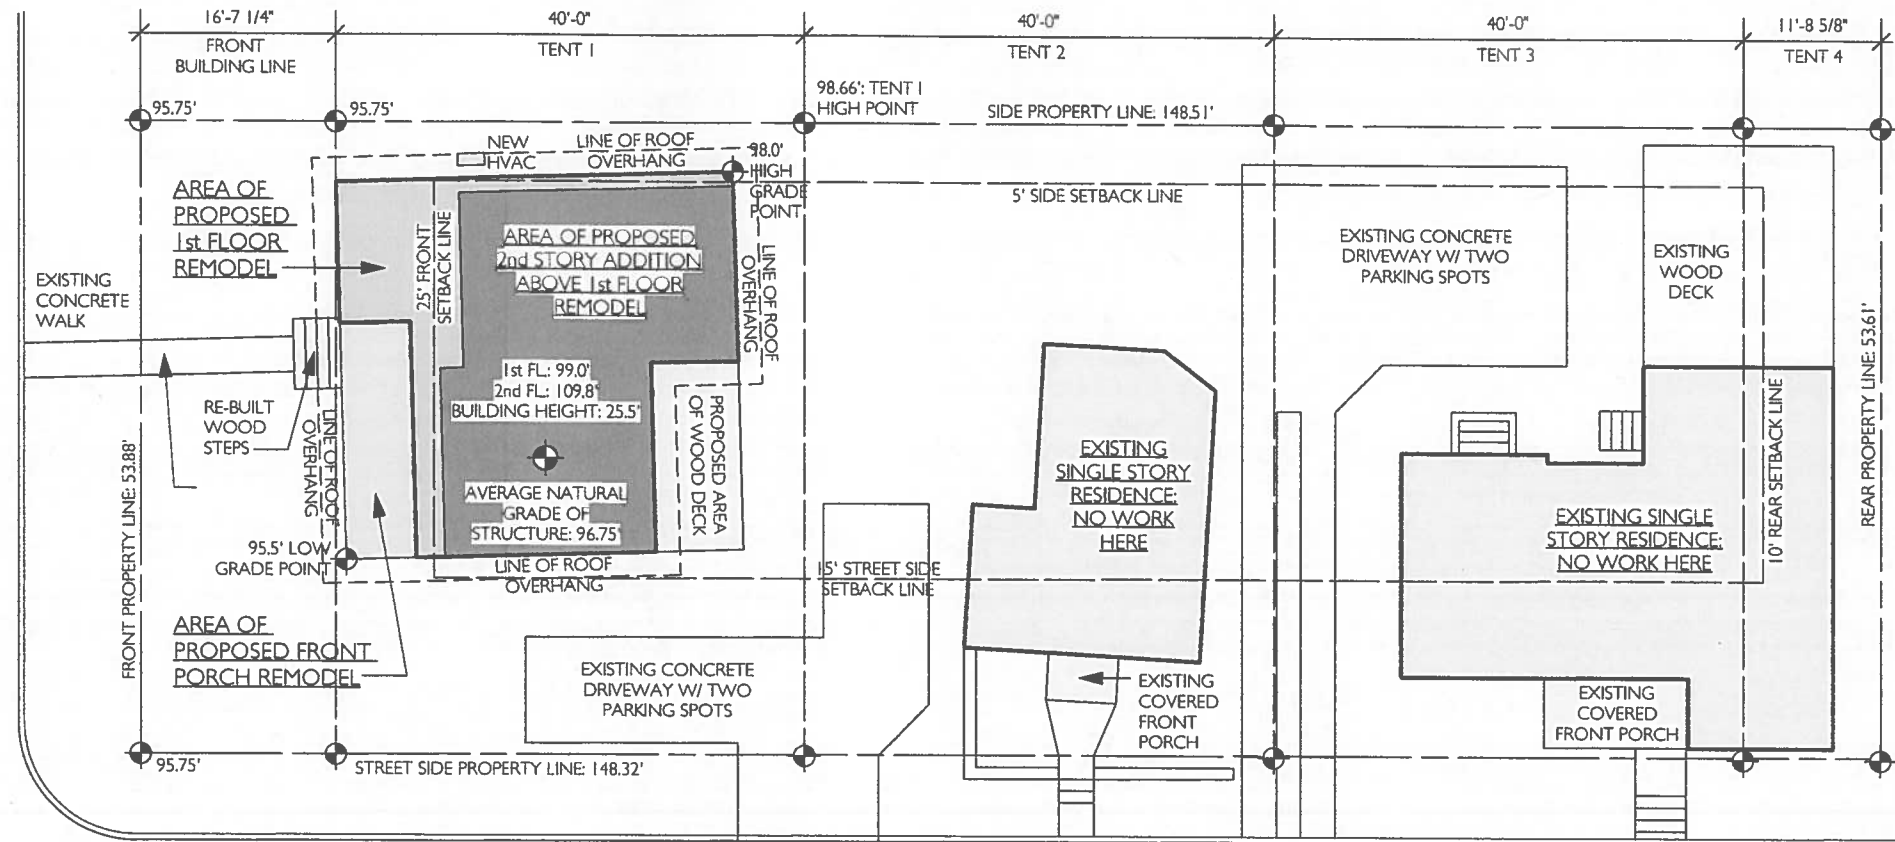 16'-7 1/4"
FRONT
BUILDING LINE
40'-0"
TENT 1
40'-0"
TENT 2
40'-0"
TENT 3
11'-8 5/8"
TENT 4
95.75'
95.75'
98.66': TENT 1
HIGH POINT
SIDE PROPERTY LINE: 148.51'
NEW
HVAC
LINE OF ROOF
OVERHANG
98.0'
HIGH
GRADE
POINT
5' SIDE SETBACK LINE
AREA OF
PROPOSED
1st FLOOR
REMODEL
25' FRONT
SETBACK LINE
AREA OF PROPOSED
2nd STORY ADDITION
ABOVE 1st FLOOR
REMODEL
LINE OF ROOF
OVERHANG
EXISTING CONCRETE
DRIVEWAY W/ TWO
PARKING SPOTS
EXISTING
WOOD
DECK
EXISTING
CONCRETE
WALK
1st FL.: 99.0'
2nd FL.: 109.8'
BUILDING HEIGHT: 25.5'
RE-BUILT
WOOD
STEPS
LINE OF ROOF
OVERHANG
PROPOSED AREA
OF WOOD DECK
AVERAGE NATURAL
GRADE OF
STRUCTURE: 96.75'
EXISTING
SINGLE STORY
RESIDENCE:
NO WORK
HERE
EXISTING SINGLE
STORY RESIDENCE:
NO WORK HERE
10' REAR SETBACK LINE
REAR PROPERTY LINE: 53.61'
FRONT PROPERTY LINE: 53.88'
95.5' LOW
GRADE POINT
LINE OF ROOF
OVERHANG
15' STREET SIDE
SETBACK LINE
AREA OF
PROPOSED FRONT
PORCH REMODEL
EXISTING CONCRETE
DRIVEWAY W/ TWO
PARKING SPOTS
EXISTING
COVERED
FRONT
PORCH
EXISTING
COVERED
FRONT PORCH
95.75'
STREET SIDE PROPERTY LINE: 148.32'